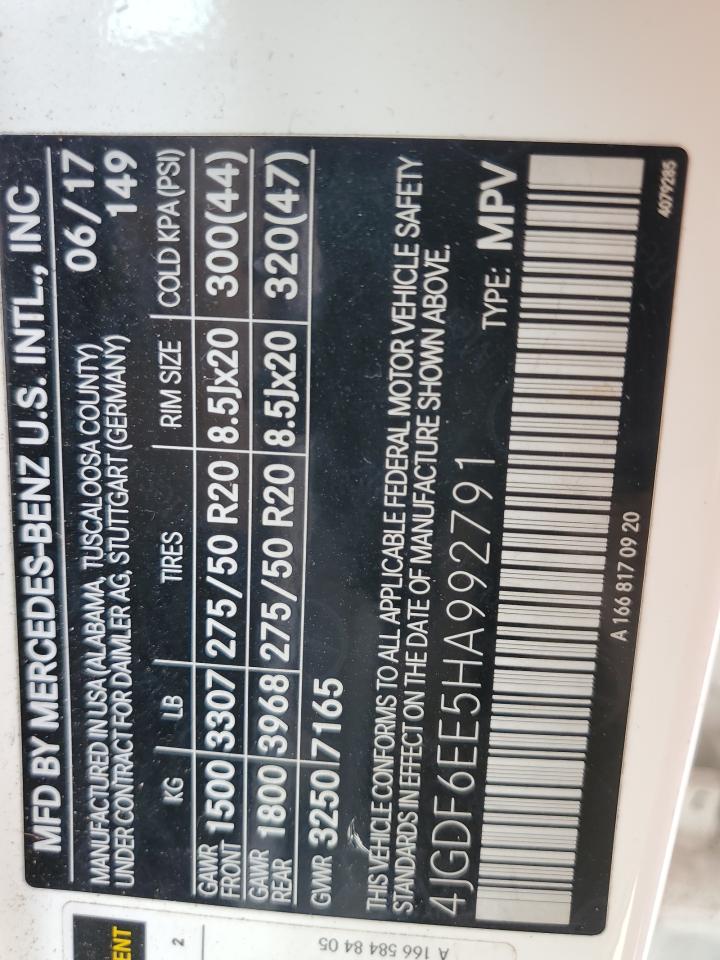 MFD BY MERCEDES-BENZ U.S. INTL., INC
MANUFACTURED IN USA (ALABAMA, TUSCALOOSA COUNTY) 06/17
UNDER CONTRACT FOR DAIMLER AG, STUTTGART (GERMANY) 149
KG LB TIRES RIM SIZE COLD KPA (PSI)
GAWR FRONT 1500 3307 275/50 R20 8.5Jx20 300(44)
GAWR REAR 1800 3968 275/50 R20 8.5Jx20 320(47)
GVWR 3250 7165
THIS VEHICLE CONFORMS TO ALL APPLICABLE FEDERAL MOTOR VEHICLE SAFETY
STANDARDS IN EFFECT ON THE DATE OF MANUFACTURE SHOWN ABOVE.
4JGDF6EE5HA992791 TYPE: MPV
A 166 817 09 20 A079285
ENT
2
A 166 584 84 05